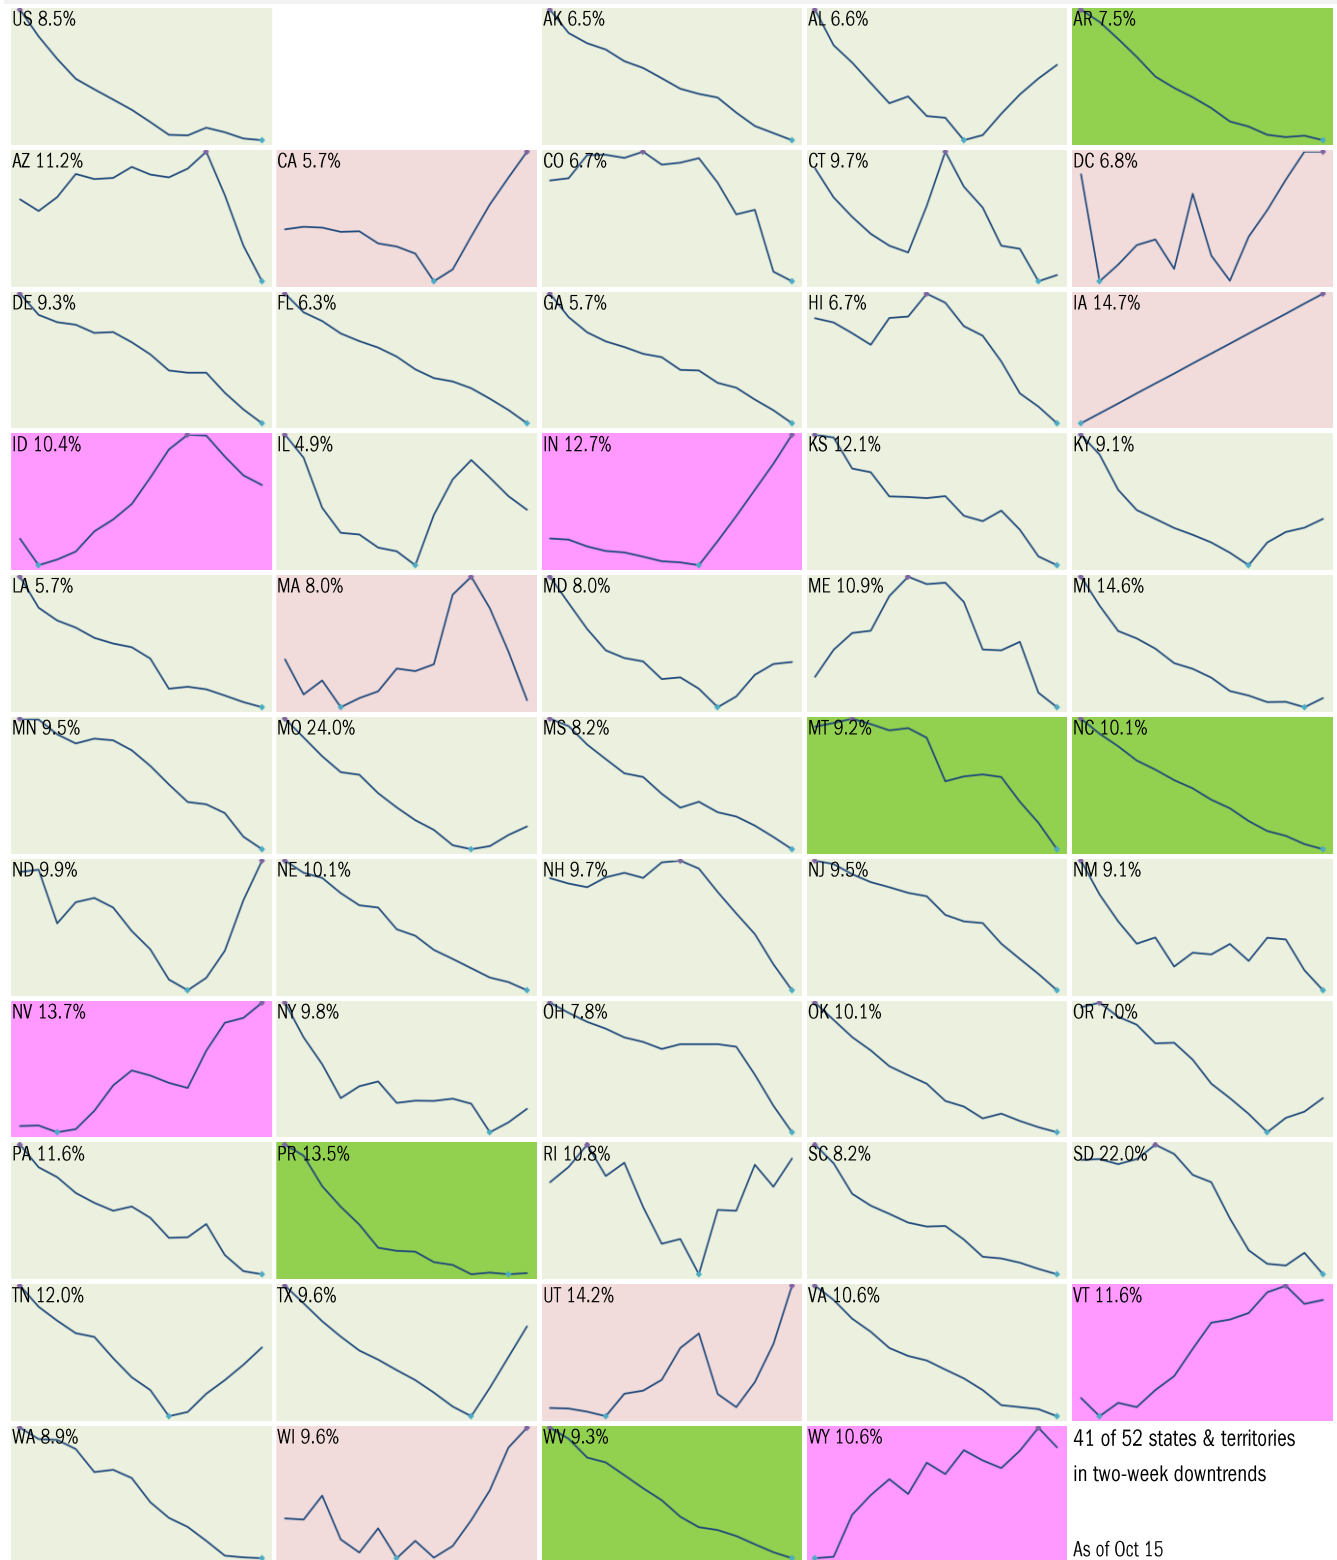 US 8.5%
AK 6.5%
AL 6.6%
AR 7.5%
AZ 11.2%
CA 5.7%
CO 6.7%
CT 9.7%
DC 6.8%
DE 9.3%
FL 6.3%
GA 5.7%
HI 6.7%
IA 14.7%
ID 10.4%
IL 4.9%
IN 12.7%
KS 12.1%
KY 9.1%
LA 5.7%
MA 8.0%
MD 8.0%
ME 10.9%
MI 14.6%
MN 9.5%
MO 24.0%
MS 8.2%
MT 9.2%
NC 10.1%
ND 9.9%
NE 10.1%
NH 9.7%
NJ 9.5%
NM 9.1%
NV 13.7%
NY 9.8%
OH 7.8%
OK 10.1%
OR 7.0%
PA 11.6%
PR 13.5%
RI 10.8%
SC 8.2%
SD 22.0%
TN 12.0%
TX 9.6%
UT 14.2%
VA 10.6%
VT 11.6%
WA 8.9%
WI 9.6%
WV 9.3%
WY 10.6%
41 of 52 states & territories
in two-week downtrends
As of Oct 15